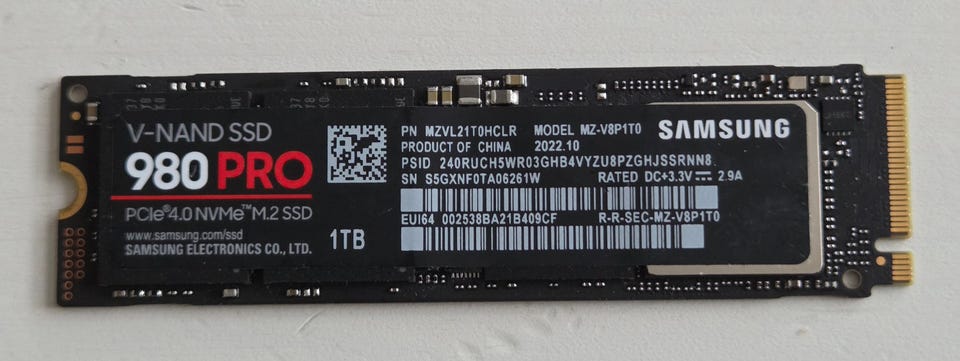 V-NAND SSD
980 PRO
PCIe®4.0 NVMe™ M.2 SSD
www.samsung.com/ssd
SAMSUNG ELECTRONICS CO., LTD.
1TB
PN MZVL21T0HCLR MODEL MZ-V8P1T0
PRODUCT OF CHINA 2022.10
PSID 240RUCH5WR03GHB4VYZU8PZGHJSSRNN8
SN S5GXNF0TA06261W RATED DC+3.3V⎓ 2.9A
EUI64 002538BA21B409CF R-R-SEC-MZ-V8P1T0
SAMSUNG